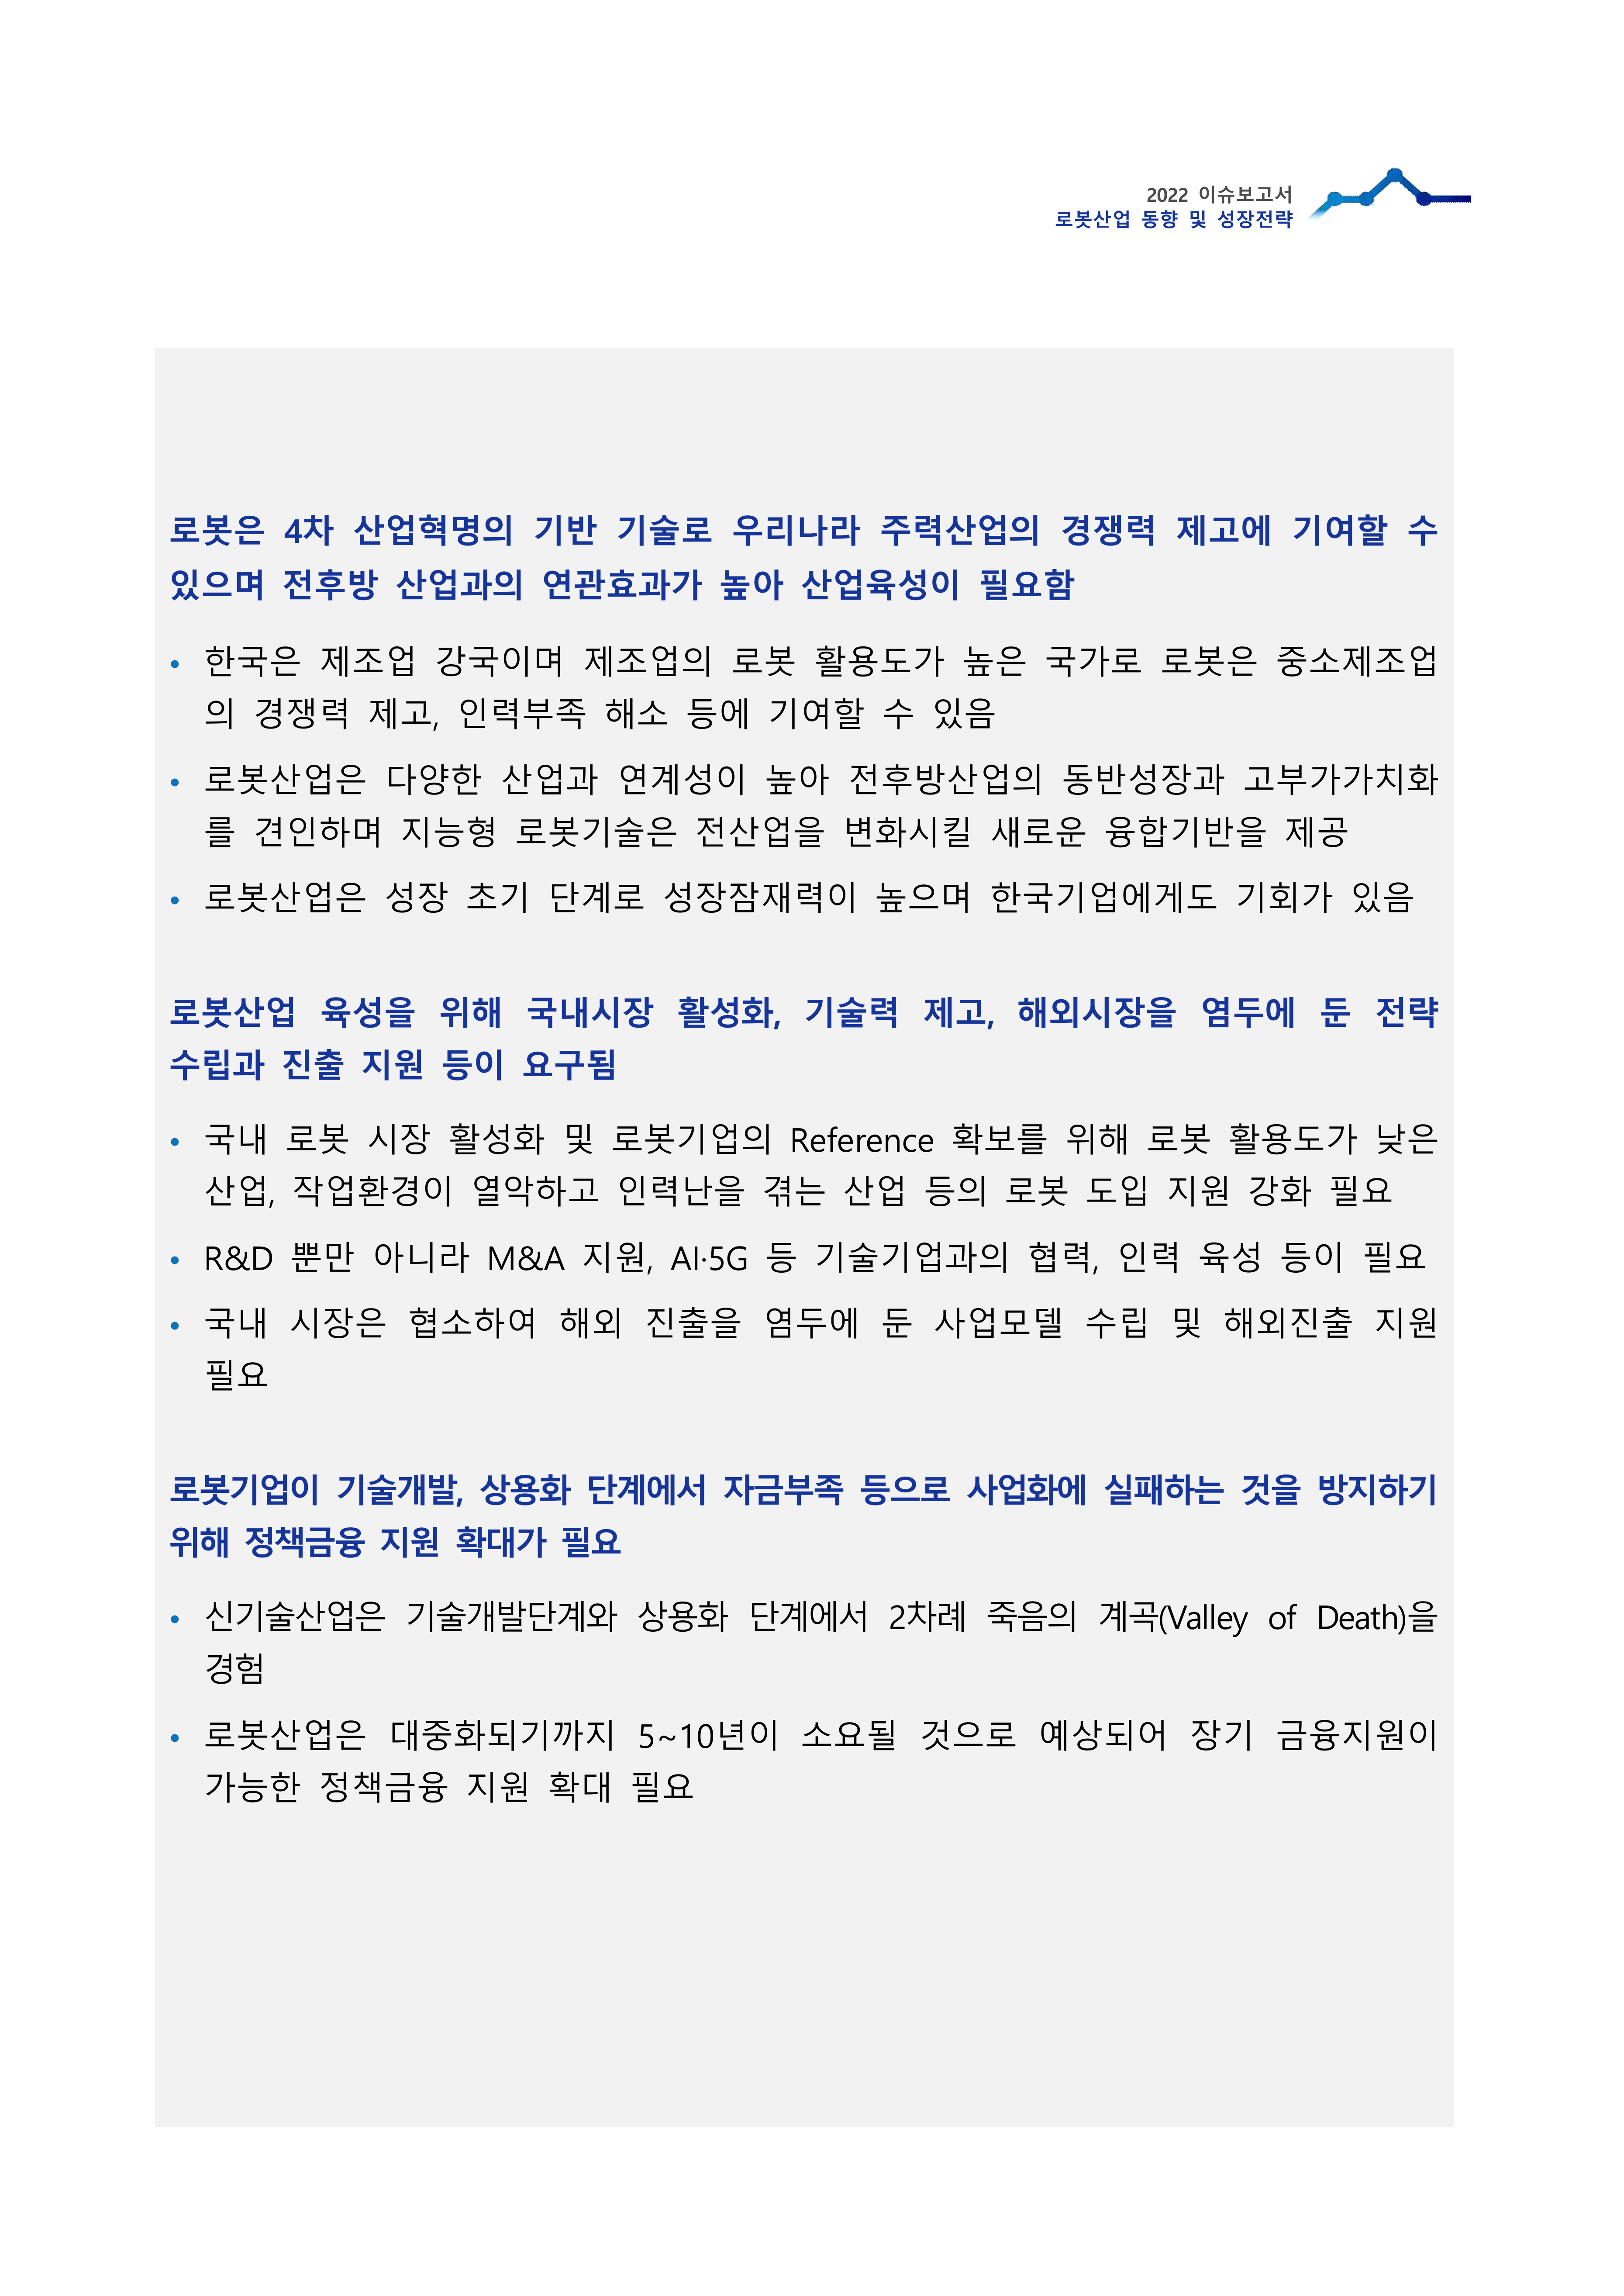 2022 이슈보고서
로봇산업 동향 및 성장전략
로봇은 4차 산업혁명의 기반 기술로 우리나라 주력산업의 경쟁력 제고에 기여할 수
있으며 전후방 산업과의 연관효과가 높아 산업육성이 필요함
• 한국은 제조업 강국이며 제조업의 로봇 활용도가 높은 국가로 로봇은 중소제조업
의 경쟁력 제고, 인력부족 해소 등에 기여할 수 있음
• 로봇산업은 다양한 산업과 연계성이 높아 전후방산업의 동반성장과 고부가가치화
를 견인하며 지능형 로봇기술은 전산업을 변화시킬 새로운 융합기반을 제공
• 로봇산업은 성장 초기 단계로 성장잠재력이 높으며 한국기업에게도 기회가 있음
로봇산업 육성을 위해 국내시장 활성화, 기술력 제고, 해외시장을 염두에 둔 전략
수립과 진출 지원 등이 요구됨
• 국내 로봇 시장 활성화 및 로봇기업의 Reference 확보를 위해 로봇 활용도가 낮은
산업, 작업환경이 열악하고 인력난을 겪는 산업 등의 로봇 도입 지원 강화 필요
• R&D 뿐만 아니라 M&A 지원, AI·5G 등 기술기업과의 협력, 인력 육성 등이 필요
• 국내 시장은 협소하여 해외 진출을 염두에 둔 사업모델 수립 및 해외진출 지원
필요
로봇기업이 기술개발, 상용화 단계에서 자금부족 등으로 사업화에 실패하는 것을 방지하기
위해 정책금융 지원 확대가 필요
• 신기술산업은 기술개발단계와 상용화 단계에서 2차례 죽음의 계곡(Valley of Death)을
경험
• 로봇산업은 대중화되기까지 5~10년이 소요될 것으로 예상되어 장기 금융지원이
가능한 정책금융 지원 확대 필요